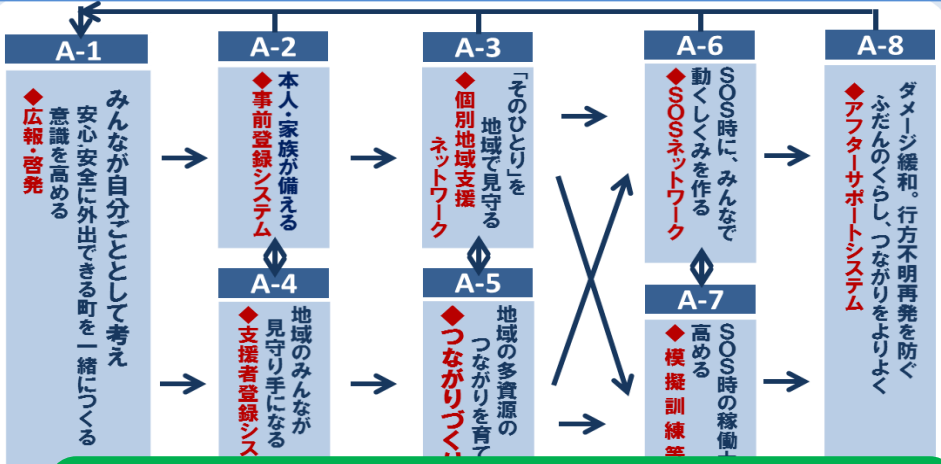 A-1
みんなが自分ごととして考え
安心・安全に外出できる町を一緒につくる
意識を高める
◆広報・啓発
A-2
本人・家族が備える
◆事前登録システム
A-3
「そのひとり」を
地域で見守る
◆個別地域支援
ネットワーク
A-4
地域のみんなが
見守り手になる
◆支援者登録シス
A-5
地域の多資源の
つながりを育て
◆つながりづくり
A-6
SOS時に、みんなで
動くしくみを作る
◆SOSネットワーク
A-7
SOS時の稼働
高める
◆模擬訓練等
A-8
ダメージ緩和。行方不明再発を防ぐ
ふだんのくらし、つながりをよりよく
◆アフターサポートシステム